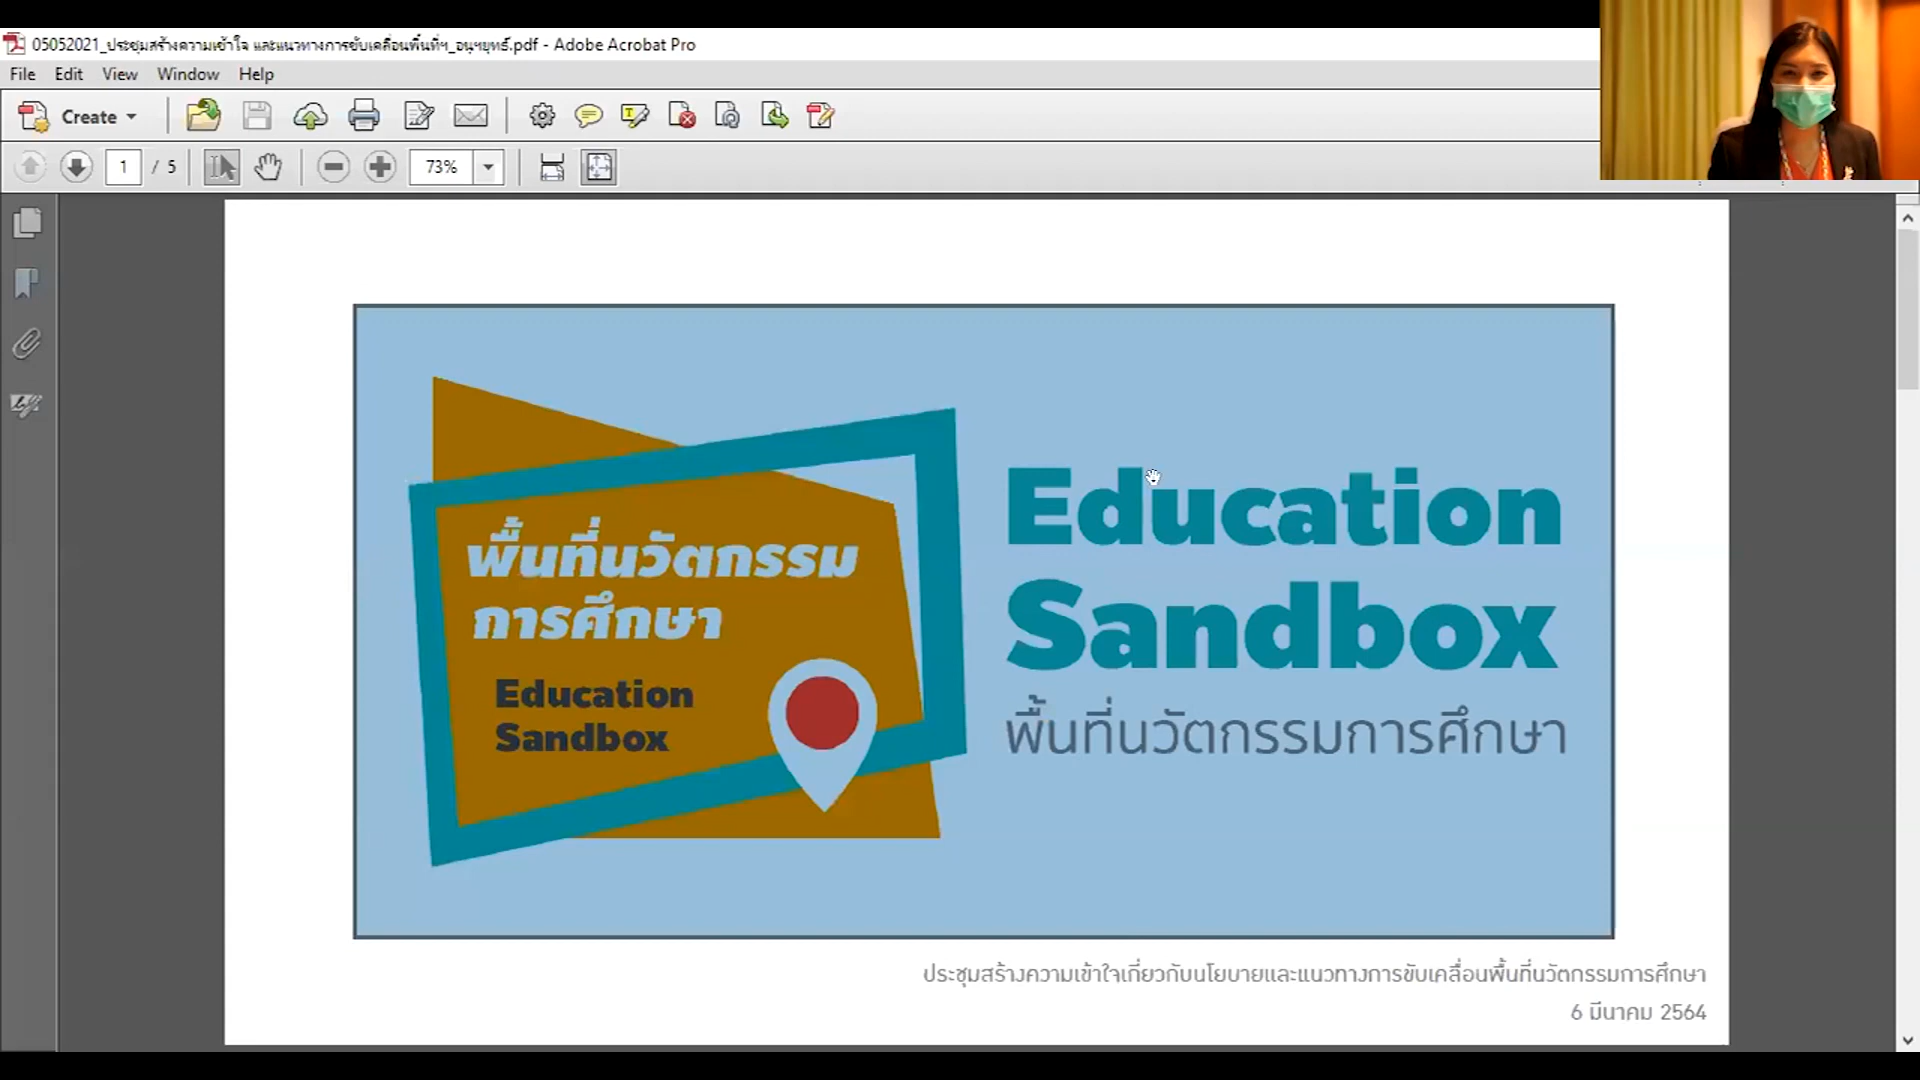 05052021_ประชุมสร้างความเข้าใจ และแนวทางการขับเคลื่อนพื้นที่ฯ_อนุฯยุทธ์.pdf - Adobe Acrobat Pro
File Edit View Window Help
Create
1 / 5 73%
พื้นที่นวัตกรรม
การศึกษา
Education
Sandbox
Education
Sandbox
พื้นที่นวัตกรรมการศึกษา
ประชุมสร้างความเข้าใจเกี่ยวกับนโยบายและแนวทางการขับเคลื่อนพื้นที่นวัตกรรมการศึกษา
6 มีนาคม 2564